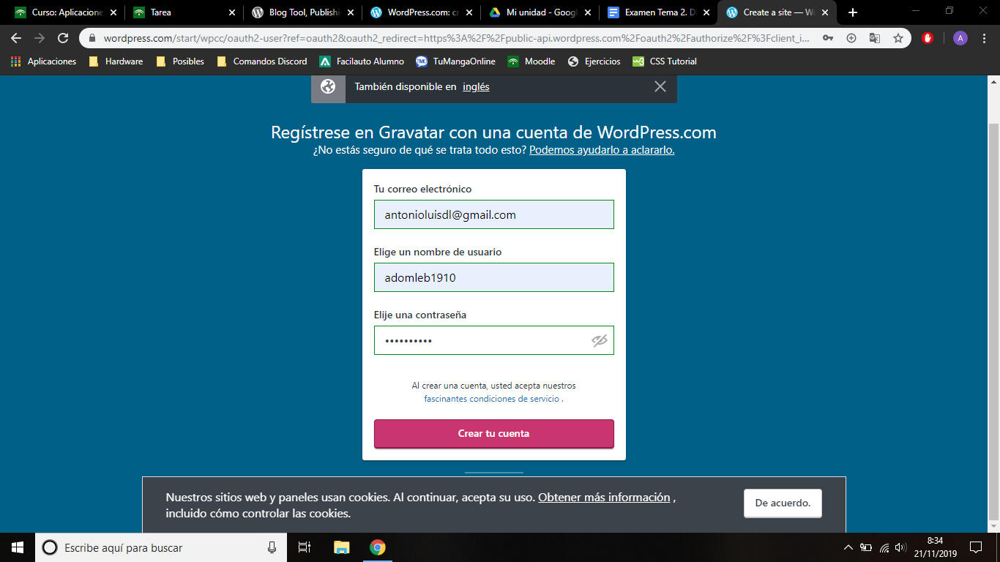 Curso: Aplicacione
Tarea
Blog Tool, Publishi
WordPress.com: cr
Mi unidad - Googl
Examen Tema 2. D
Create a site — Wo
wordpress.com/start/wpcc/oauth2-user?ref=oauth2&oauth2_redirect=https%3A%2F%2Fpublic-api.wordpress.com%2Foauth2%2Fauthorize%2F%3Fclient_i...
A
Aplicaciones
Hardware
Posibles
Comandos Discord
Facilauto Alumno
TMO
TuMangaOnline
Moodle
Ejercicios
w3
CSS Tutorial
También disponible en inglés
Regístrese en Gravatar con una cuenta de WordPress.com
¿No estás seguro de qué se trata todo esto? Podemos ayudarlo a aclararlo.
Tu correo electrónico
antonioluisdl@gmail.com
Elige un nombre de usuario
adomleb1910
Elije una contraseña
••••••••••
Al crear una cuenta, usted acepta nuestros
fascinantes condiciones de servicio .
Crear tu cuenta
Nuestros sitios web y paneles usan cookies. Al continuar, acepta su uso. Obtener más información ,
incluido cómo controlar las cookies.
De acuerdo.
Escribe aquí para buscar
8:34
21/11/2019